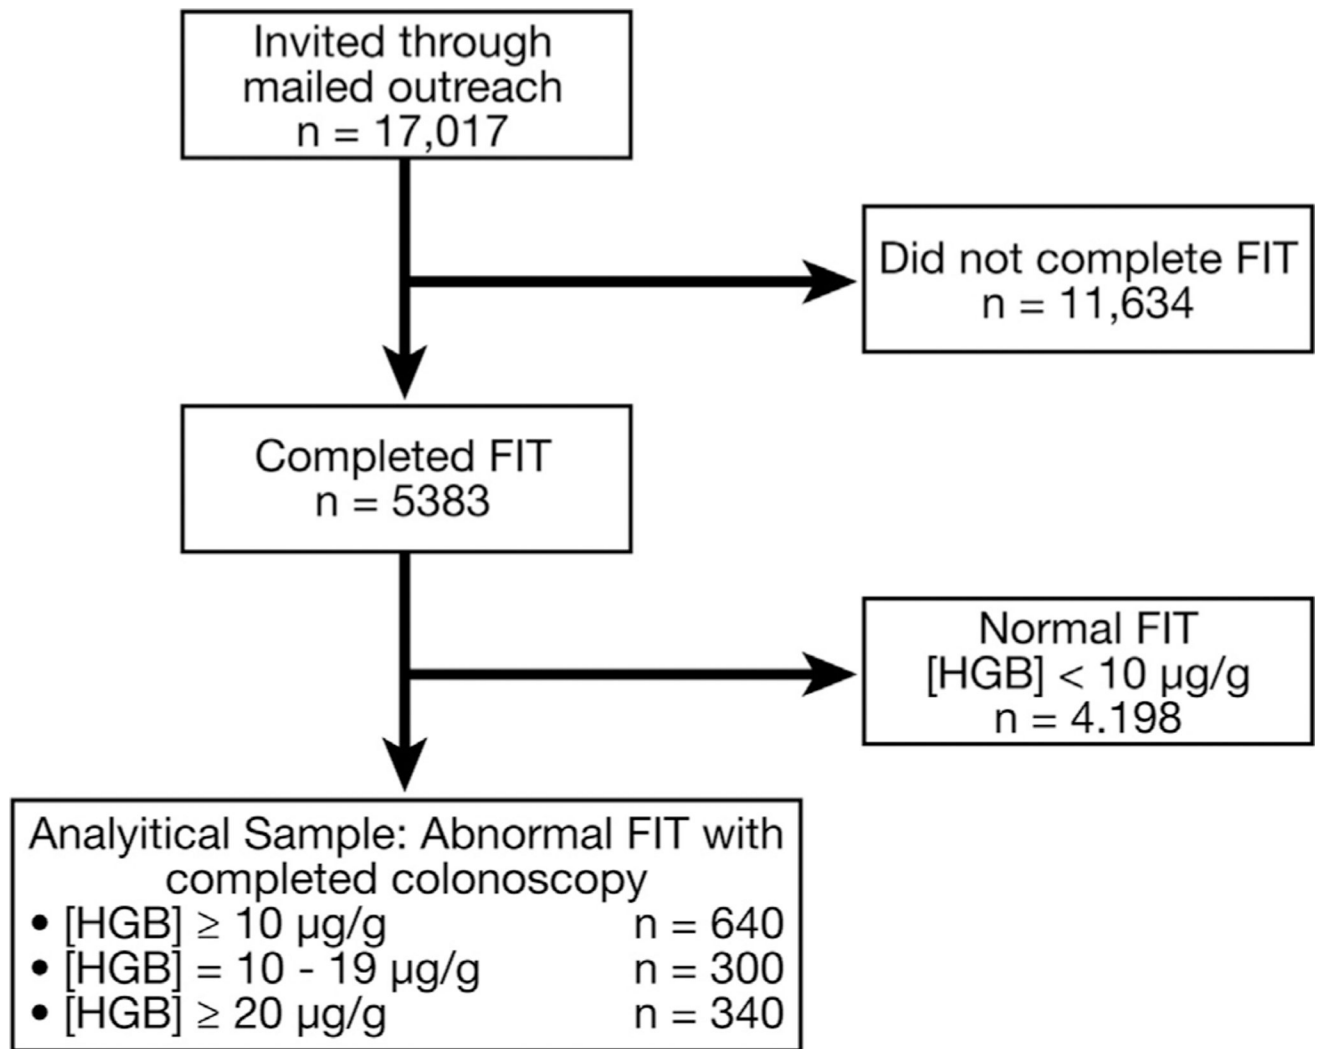 Invited through
mailed outreach
n = 17,017
Did not complete FIT
n = 11,634
Completed FIT
n = 5383
Normal FIT
[HGB] < 10 µg/g
n = 4.198
Analyitical Sample: Abnormal FIT with
completed colonoscopy
• [HGB] ≥ 10 µg/g n = 640
• [HGB] = 10 - 19 µg/g n = 300
• [HGB] ≥ 20 µg/g n = 340